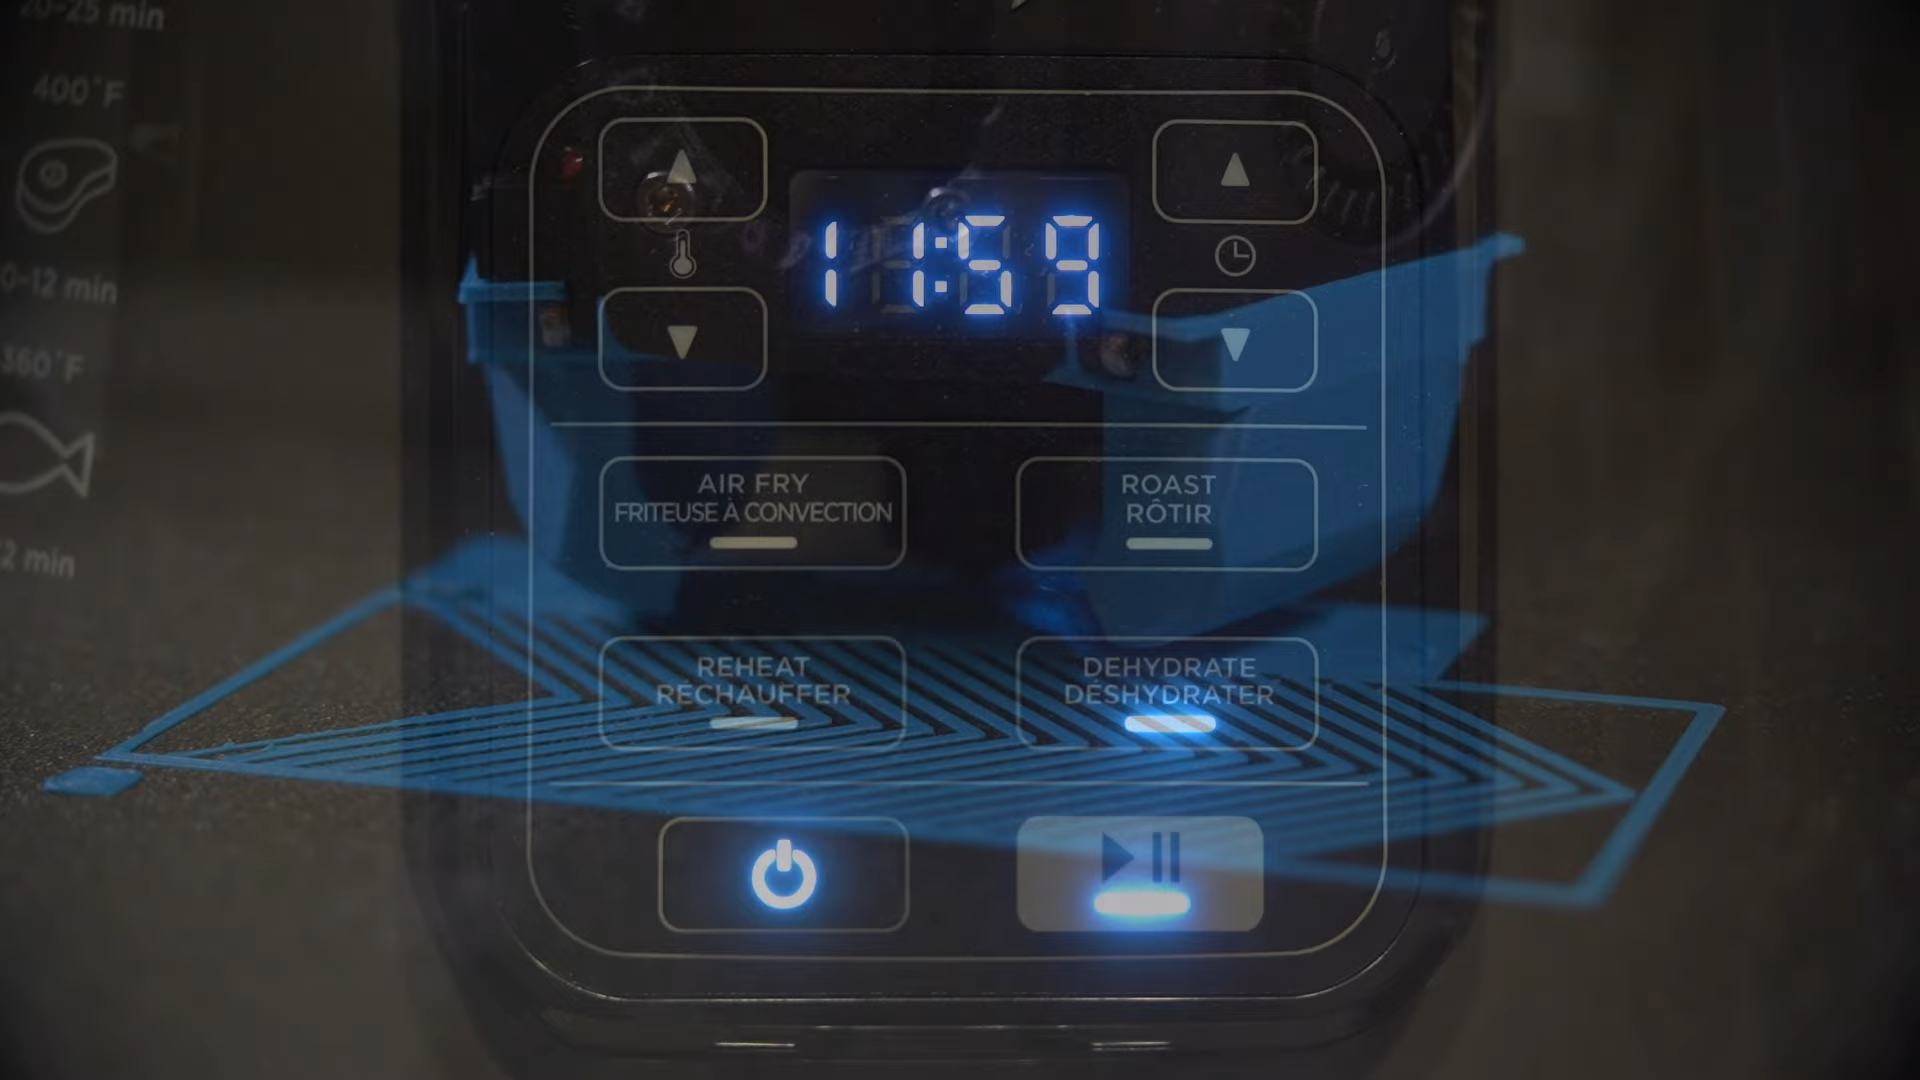 20-25 min
400°F
0-12 min
360°F
2 min
11:59
AIR FRY
FRITEUSE À CONVECTION
ROAST
RÔTIR
REHEAT
RÉCHAUFFER
DEHYDRATE
DÉSHYDRATER